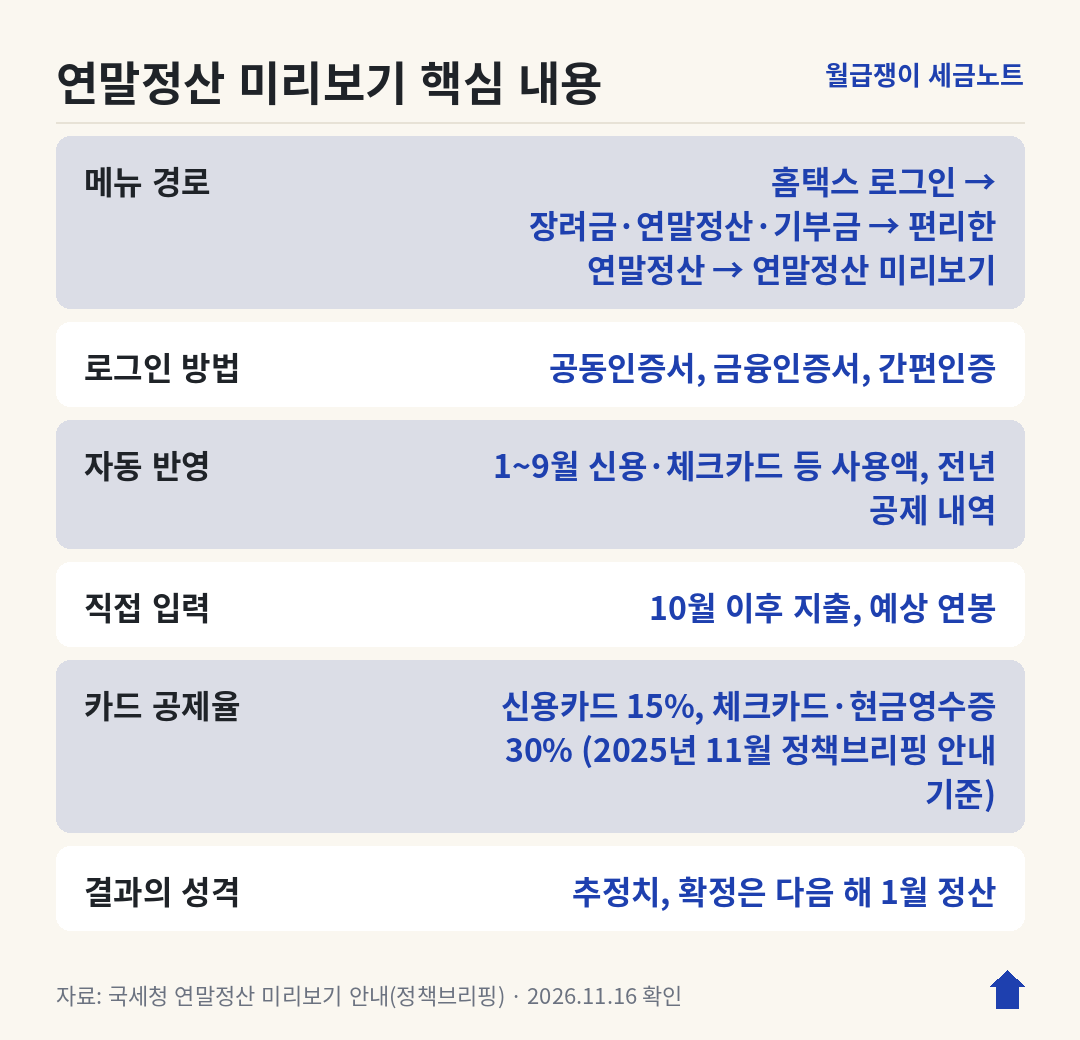 연말정산 미리보기 핵심 내용
월급쟁이 세금노트
메뉴 경로
홈택스 로그인 →
장려금·연말정산·기부금 → 편리한
연말정산 → 연말정산 미리보기
로그인 방법
공동인증서, 금융인증서, 간편인증
자동 반영
1~9월 신용·체크카드 등 사용액, 전년
공제 내역
직접 입력
10월 이후 지출, 예상 연봉
카드 공제율
신용카드 15%, 체크카드·현금영수증
30% (2025년 11월 정책브리핑 안내
기준)
결과의 성격
추정치, 확정은 다음 해 1월 정산
자료: 국세청 연말정산 미리보기 안내(정책브리핑) · 2026.11.16 확인